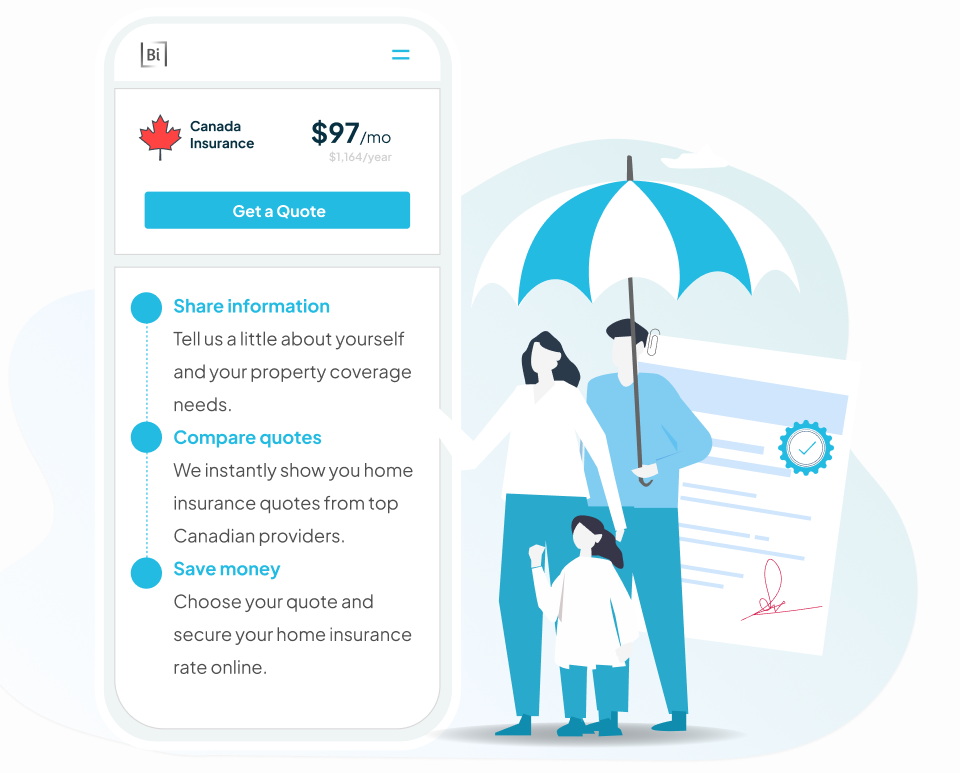 Bi
Canada
Insurance
$97/mo
$1,164/year
Get a Quote
Share information
Tell us a little about yourself
and your property coverage
needs.
Compare quotes
We instantly show you home
insurance quotes from top
Canadian providers.
Save money
Choose your quote and
secure your home insurance
rate online.